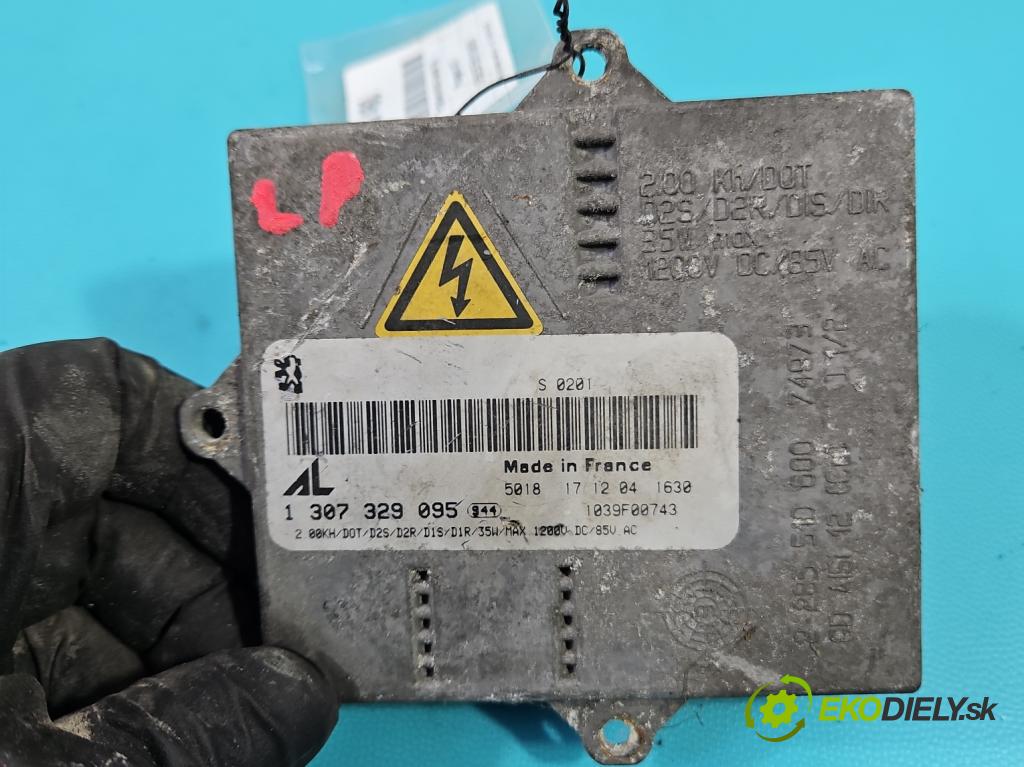 LP
2.00 KH/DOT
D2S/D2R/D1S/D1R
35W max
1200V DC/85V AC
S 0201
AL
Made in France
5018 17 12 04 1630
1 307 329 095 944
1039F00743
2.00KH/DOT/D2S/D2R/D1S/D1R/35W/MAX 1200V DC/85V AC
EKODIELY.sk